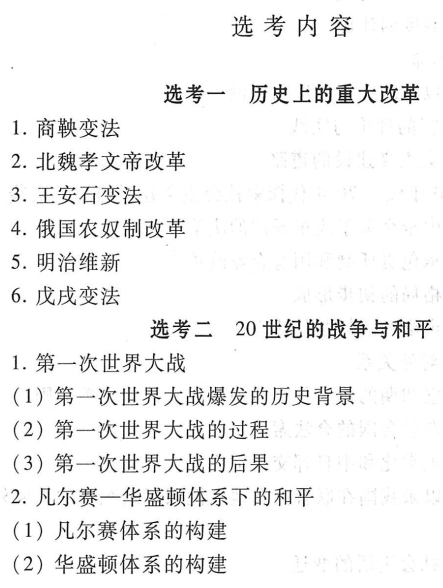 选考内容
选考一 历史上的重大改革
1. 商鞅变法
2. 北魏孝文帝改革
3. 王安石变法
4. 俄国农奴制改革
5. 明治维新
6. 戊戌变法
选考二 20世纪的战争与和平
1. 第一次世界大战
(1) 第一次世界大战爆发的历史背景
(2) 第一次世界大战的过程
(3) 第一次世界大战的后果
2. 凡尔赛—华盛顿体系下的和平
(1) 凡尔赛体系的构建
(2) 华盛顿体系的构建